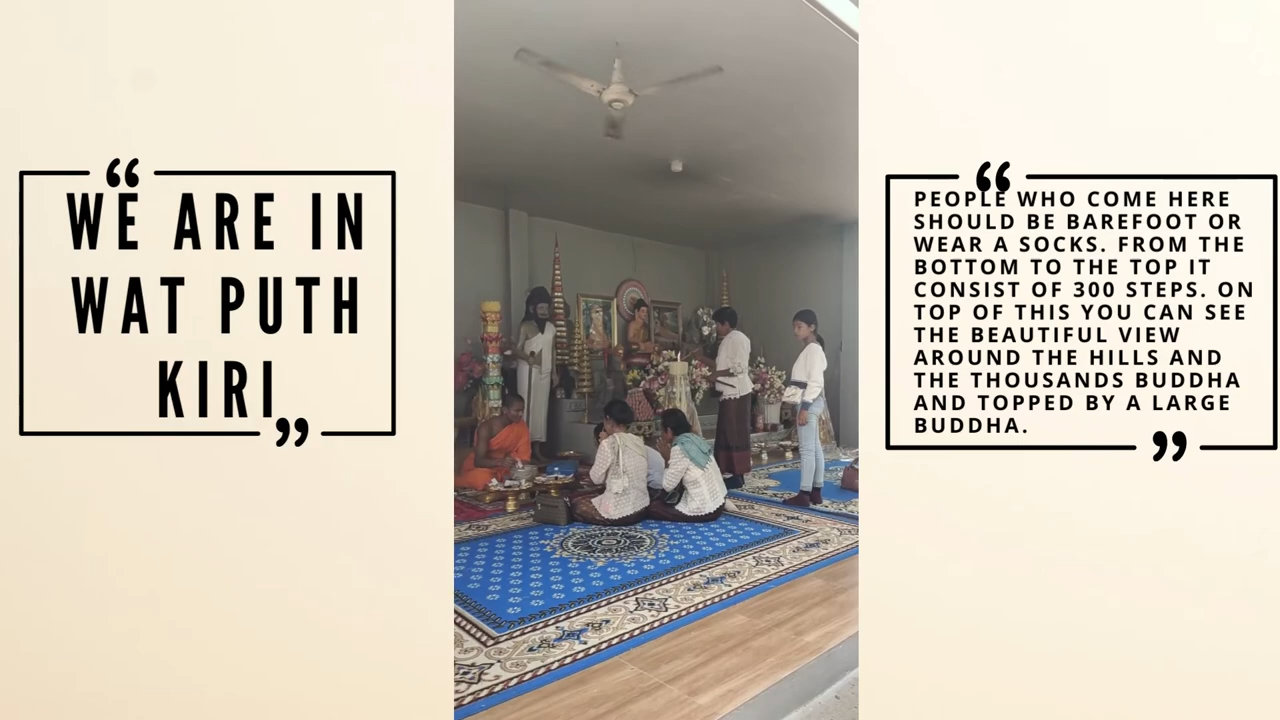 WE ARE IN
WAT PUTH
KIRI
PEOPLE WHO COME HERE
SHOULD BE BAREFOOT OR
WEAR A SOCKS. FROM THE
BOTTOM TO THE TOP IT
CONSIST OF 300 STEPS. ON
TOP OF THIS YOU CAN SEE
THE BEAUTIFUL VIEW
AROUND THE HILLS AND
THE THOUSANDS BUDDHA
AND TOPPED BY A LARGE
BUDDHA.